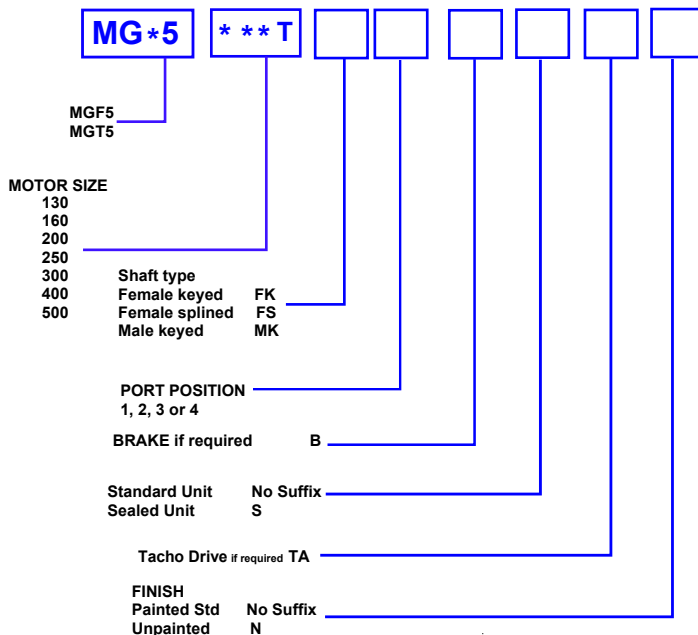 MG*5 * **T
MGF5
MGT5
MOTOR SIZE
130
160
200
250
300
400
500
Shaft type
Female keyed FK
Female splined FS
Male keyed MK
PORT POSITION
1, 2, 3 or 4
BRAKE if required B
Standard Unit No Suffix
Sealed Unit S
Tacho Drive if required TA
FINISH
Painted Std No Suffix
Unpainted N